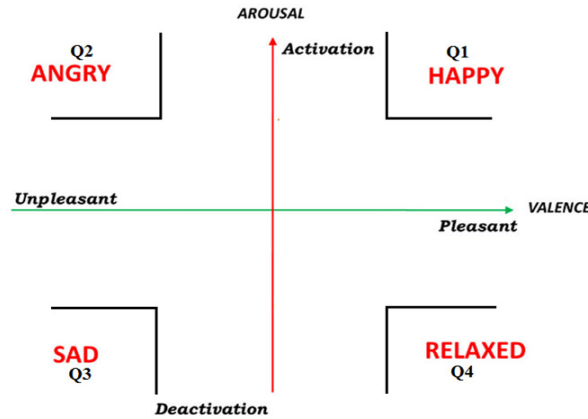 AROUSAL
Q2
ANGRY
Activation
Q1
HAPPY
Unpleasant
VALENCE
Pleasant
SAD
Q3
RELAXED
Q4
Deactivation